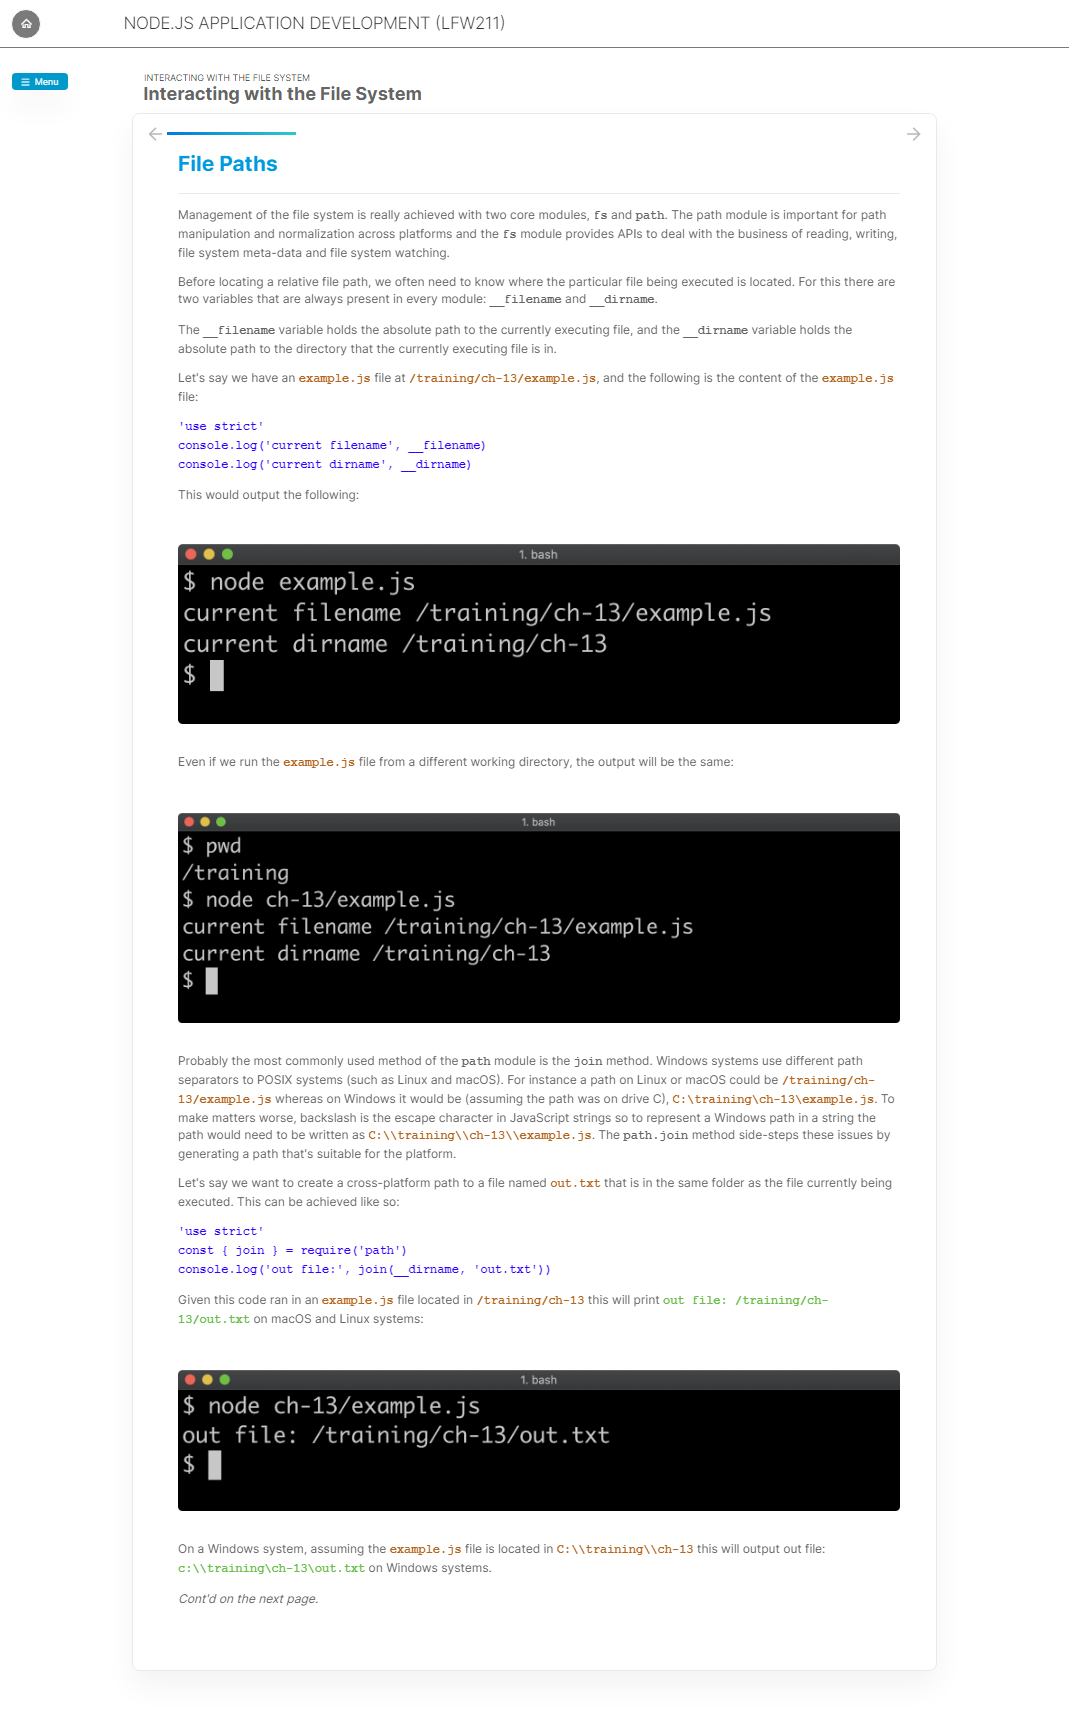 NODE.JS APPLICATION DEVELOPMENT (LFW211)
Menu
INTERACTING WITH THE FILE SYSTEM
Interacting with the File System
File Paths
Management of the file system is really achieved with two core modules, fs and path. The path module is important for path
manipulation and normalization across platforms and the fs module provides APIs to deal with the business of reading, writing,
file system meta-data and file system watching.
Before locating a relative file path, we often need to know where the particular file being executed is located. For this there are
two variables that are always present in every module: __filename and __dirname.
The __filename variable holds the absolute path to the currently executing file, and the __dirname variable holds the
absolute path to the directory that the currently executing file is in.
Let's say we have an example.js file at /training/ch-13/example.js, and the following is the content of the example.js
file:
'use strict'
console.log('current filename', __filename)
console.log('current dirname', __dirname)
This would output the following:
1. bash
$ node example.js
current filename /training/ch-13/example.js
current dirname /training/ch-13
$
Even if we run the example.js file from a different working directory, the output will be the same:
1. bash
$ pwd
/training
$ node ch-13/example.js
current filename /training/ch-13/example.js
current dirname /training/ch-13
$
Probably the most commonly used method of the path module is the join method. Windows systems use different path
separators to POSIX systems (such as Linux and macOS). For instance a path on Linux or macOS could be /training/ch-
13/example.js whereas on Windows it would be (assuming the path was on drive C), C:\training\ch-13\example.js. To
make matters worse, backslash is the escape character in JavaScript strings so to represent a Windows path in a string the
path would need to be written as C:\\training\\ch-13\\example.js. The path.join method side-steps these issues by
generating a path that's suitable for the platform.
Let's say we want to create a cross-platform path to a file named out.txt that is in the same folder as the file currently being
executed. This can be achieved like so:
'use strict'
const { join } = require('path')
console.log('out file:', join(__dirname, 'out.txt'))
Given this code ran in an example.js file located in /training/ch-13 this will print out file: /training/ch-
13/out.txt on macOS and Linux systems:
1. bash
$ node ch-13/example.js
out file: /training/ch-13/out.txt
$
On a Windows system, assuming the example.js file is located in C:\\training\\ch-13 this will output out file:
c:\\training\ch-13\out.txt on Windows systems.
Cont'd on the next page.